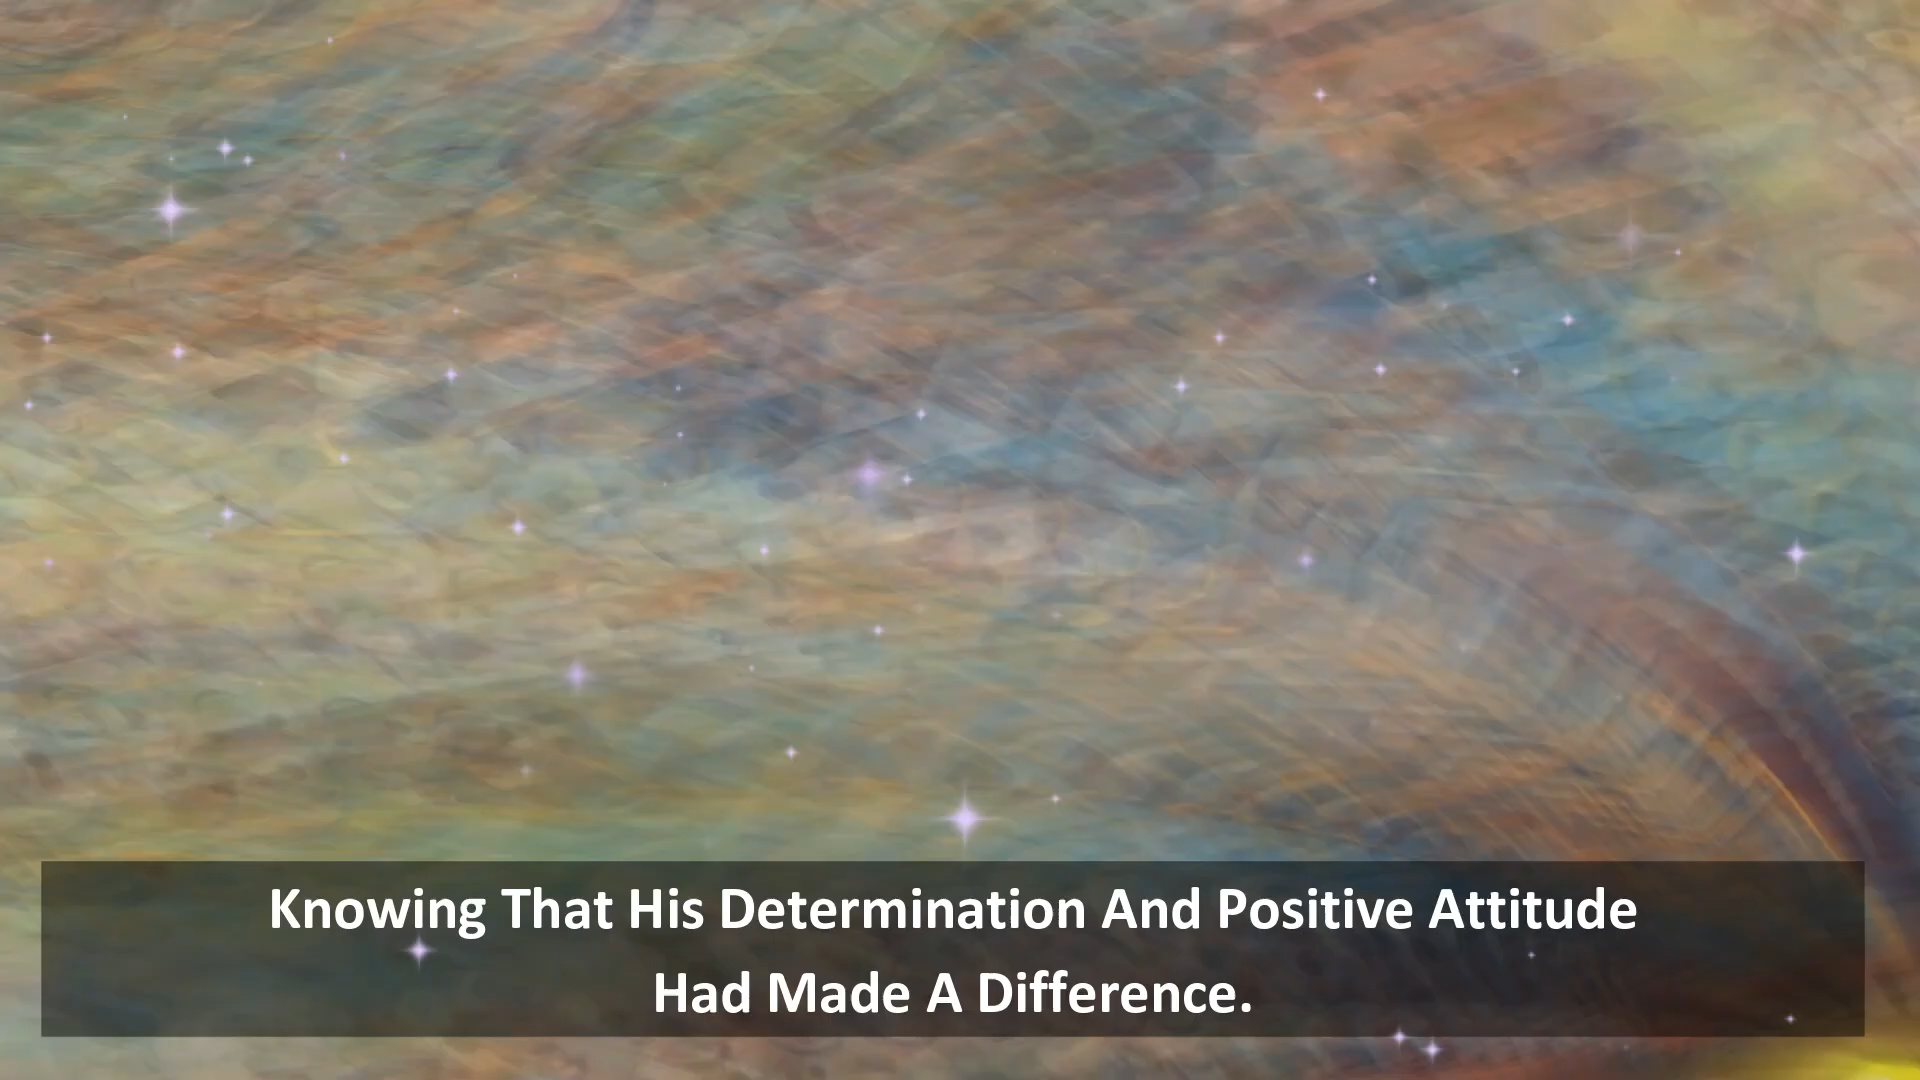 Knowing That His Determination And Positive Attitude
Had Made A Difference.